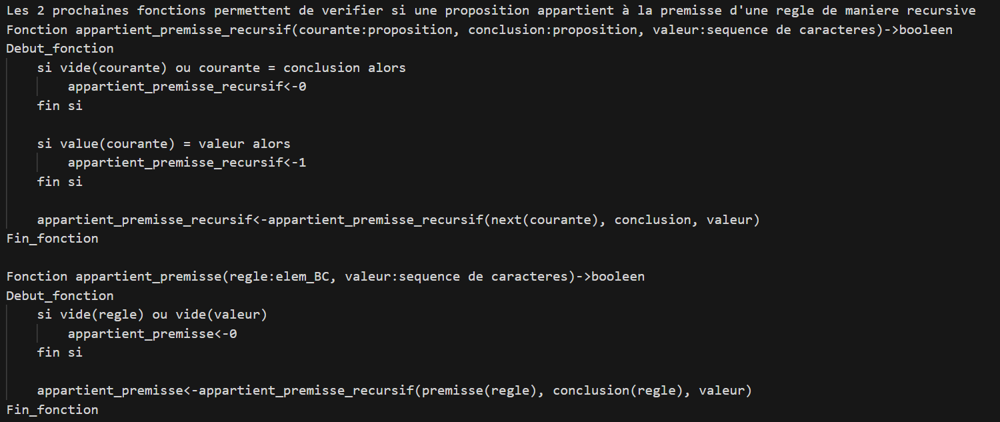 Les 2 prochaines fonctions permettent de verifier si une proposition appartient à la premisse d'une regle de maniere recursive
Fonction appartient_premisse_recursif(courante:proposition, conclusion:proposition, valeur:sequence de caracteres)->booleen
Debut_fonction
    si vide(courante) ou courante = conclusion alors
        appartient_premisse_recursif<-0
    fin si

    si value(courante) = valeur alors
        appartient_premisse_recursif<-1
    fin si

    appartient_premisse_recursif<-appartient_premisse_recursif(next(courante), conclusion, valeur)
Fin_fonction

Fonction appartient_premisse(regle:elem_BC, valeur:sequence de caracteres)->booleen
Debut_fonction
    si vide(regle) ou vide(valeur)
        appartient_premisse<-0
    fin si

    appartient_premisse<-appartient_premisse_recursif(premisse(regle), conclusion(regle), valeur)
Fin_fonction